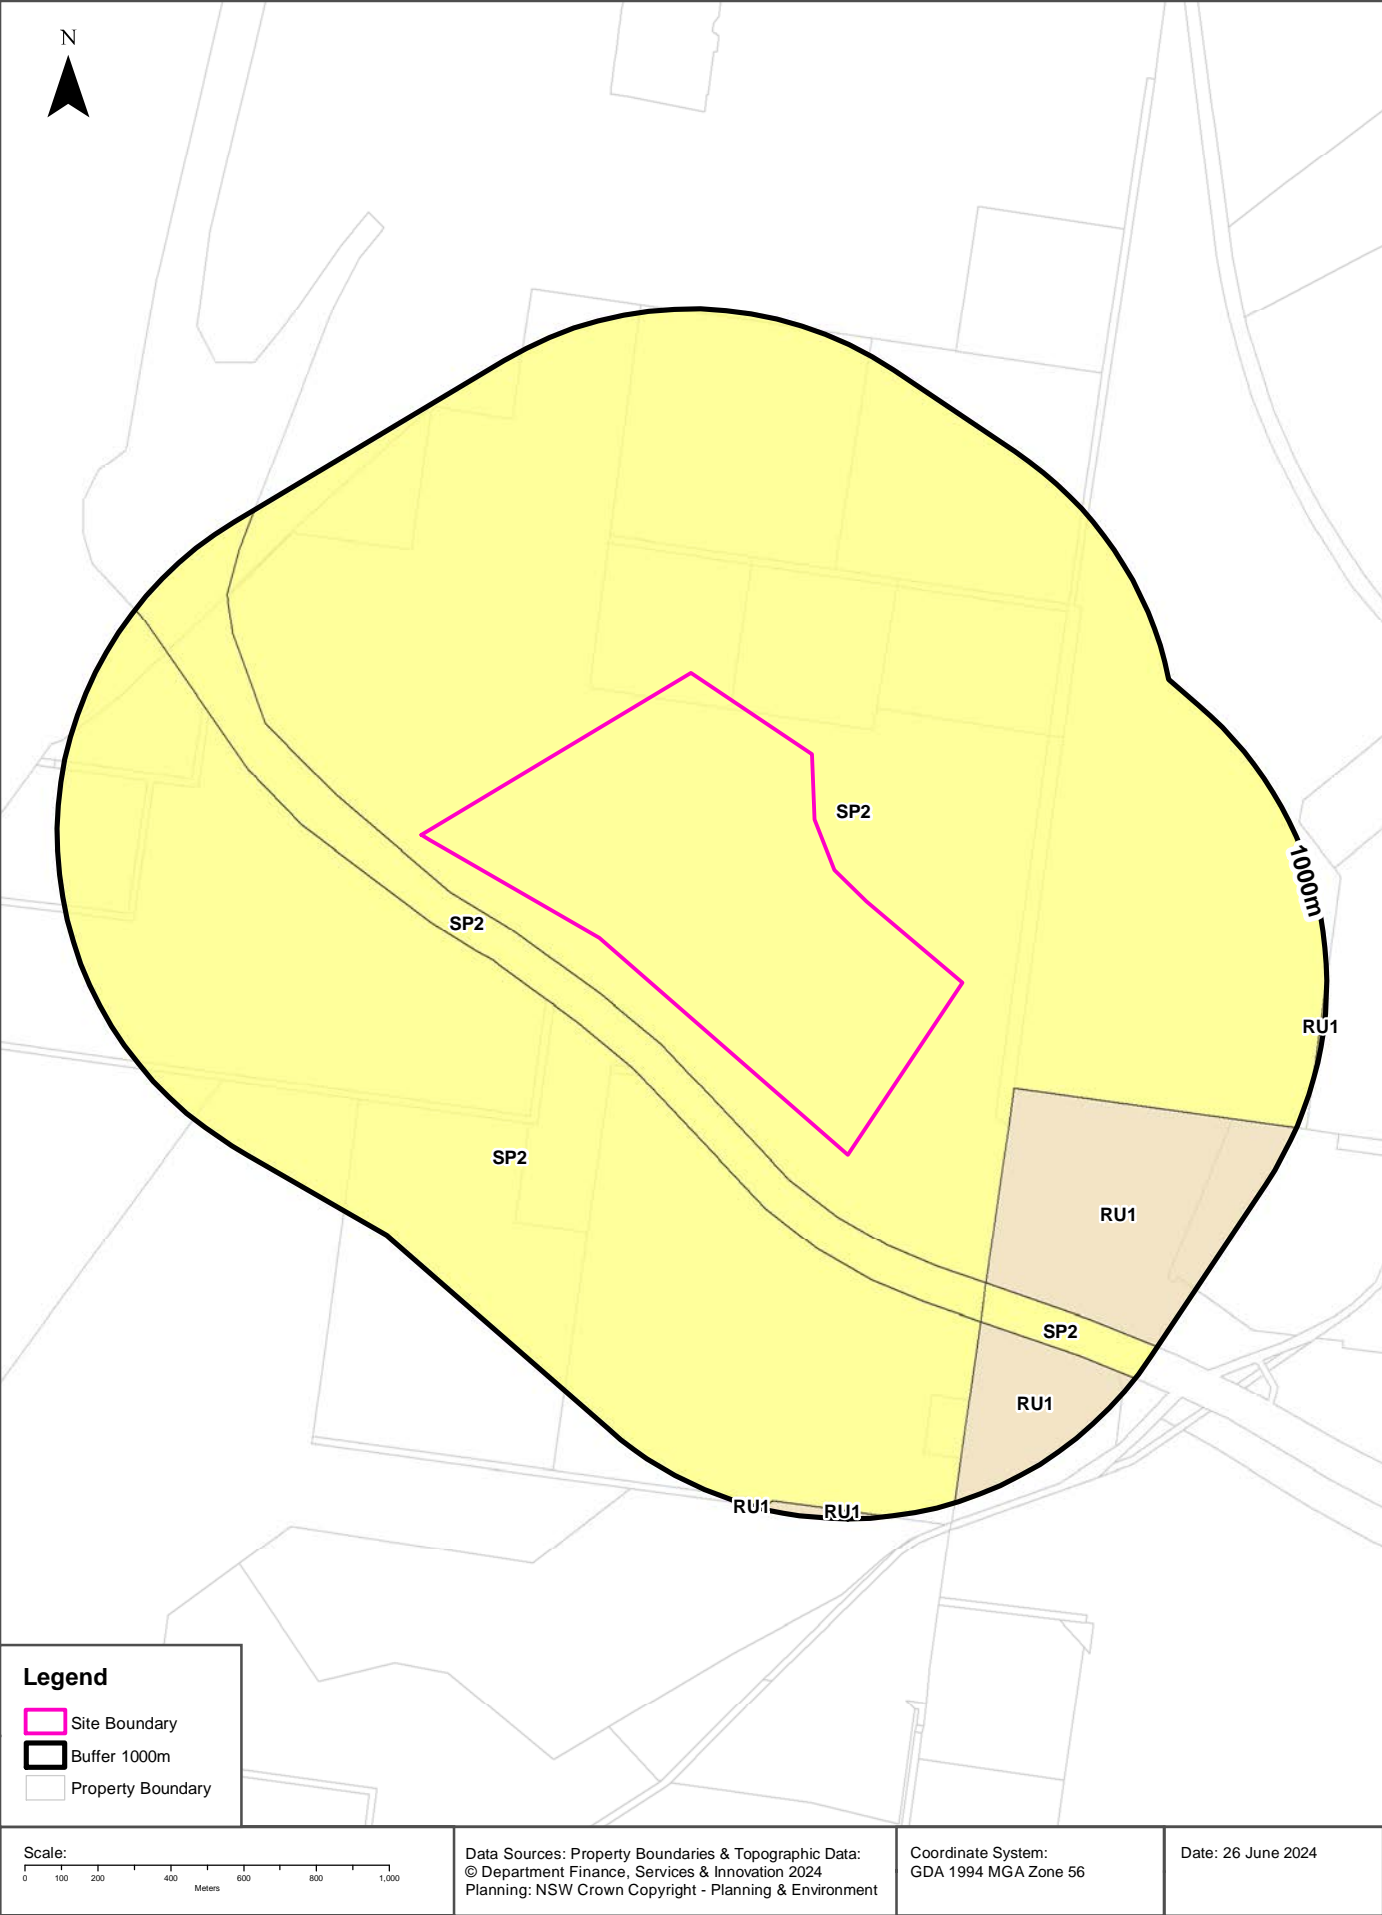 N
SP2
1000m
SP2
RU1
SP2
RU1
SP2
RU1
RU1
RU1
Legend
Site Boundary
Buffer 1000m
Property Boundary
Scale:
0 100 200 400 600 800 1,000
Meters
Data Sources: Property Boundaries & Topographic Data:
© Department Finance, Services & Innovation 2024
Planning: NSW Crown Copyright - Planning & Environment
Coordinate System:
GDA 1994 MGA Zone 56
Date: 26 June 2024